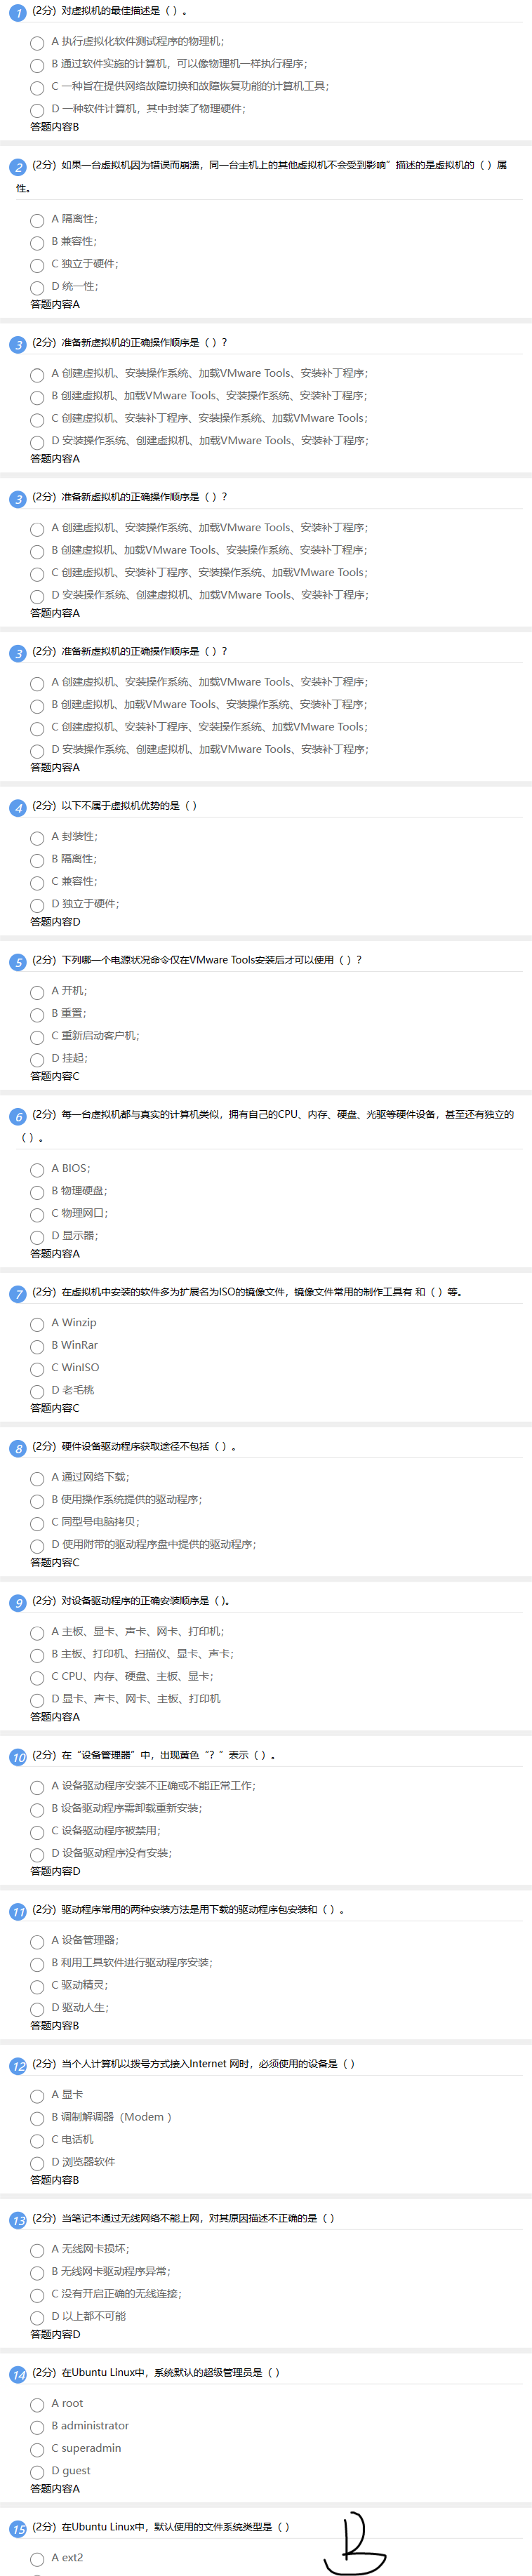 1 (2分) 对虚拟机的最佳描述是 ( ) 。
A 执行虚拟化软件测试程序的物理机；
B 通过软件实施的计算机，可以像物理机一样执行程序；
C 一种旨在提供网络故障切换和故障恢复功能的计算机工具；
D 一种软件计算机，其中封装了物理硬件；
答题内容B
2 (2分) 如果一台虚拟机因为错误而崩溃，同一台主机上的其他虚拟机不会受到影响”描述的是虚拟机的 ( ) 属
性。
A 隔离性；
B 兼容性；
C 独立于硬件；
D 统一性；
答题内容A
3 (2分) 准备新虚拟机的正确操作顺序是 ( ) ?
A 创建虚拟机、安装操作系统、加载VMware Tools、安装补丁程序；
B 创建虚拟机、加载VMware Tools、安装操作系统、安装补丁程序；
C 创建虚拟机、安装补丁程序、安装操作系统、加载VMware Tools；
D 安装操作系统、创建虚拟机、加载VMware Tools、安装补丁程序；
答题内容A
3 (2分) 准备新虚拟机的正确操作顺序是 ( ) ?
A 创建虚拟机、安装操作系统、加载VMware Tools、安装补丁程序；
B 创建虚拟机、加载VMware Tools、安装操作系统、安装补丁程序；
C 创建虚拟机、安装补丁程序、安装操作系统、加载VMware Tools；
D 安装操作系统、创建虚拟机、加载VMware Tools、安装补丁程序；
答题内容A
3 (2分) 准备新虚拟机的正确操作顺序是 ( ) ?
A 创建虚拟机、安装操作系统、加载VMware Tools、安装补丁程序；
B 创建虚拟机、加载VMware Tools、安装操作系统、安装补丁程序；
C 创建虚拟机、安装补丁程序、安装操作系统、加载VMware Tools；
D 安装操作系统、创建虚拟机、加载VMware Tools、安装补丁程序；
答题内容A
4 (2分) 以下不属于虚拟机优势的是 ( )
A 封装性；
B 隔离性；
C 兼容性；
D 独立于硬件；
答题内容D
5 (2分) 下列哪一个电源状况命令仅在VMware Tools安装后才可以使用 ( ) ?
A 开机；
B 重置；
C 重新启动客户机；
D 挂起；
答题内容C
6 (2分) 每一台虚拟机都与真实的计算机类似，拥有自己的CPU、内存、硬盘、光驱等硬件设备，甚至还有独立的
( ) 。
A BIOS；
B 物理硬盘；
C 物理网口；
D 显示器；
答题内容A
7 (2分) 在虚拟机中安装的软件多为扩展名为ISO的镜像文件，镜像文件常用的制作工具有 和 ( ) 等。
A Winzip
B WinRar
C WinISO
D 老毛桃
答题内容C
8 (2分) 硬件设备驱动程序获取途径不包括 ( ) 。
A 通过网络下载；
B 使用操作系统提供的驱动程序；
C 同型号电脑拷贝；
D 使用附带的驱动程序盘中提供的驱动程序；
答题内容C
9 (2分) 对设备驱动程序的正确安装顺序是 ( )。
A 主板、显卡、声卡、网卡、打印机；
B 主板、打印机、扫描仪、显卡、声卡；
C CPU、内存、硬盘、主板、显卡；
D 显卡、声卡、网卡、主板、打印机
答题内容A
10 (2分) 在“设备管理器”中，出现黄色“? ”表示 ( ) 。
A 设备驱动程序安装不正确或不能正常工作；
B 设备驱动程序需卸载重新安装；
C 设备驱动程序被禁用；
D 设备驱动程序没有安装；
答题内容D
11 (2分) 驱动程序常用的两种安装方法是用下载的驱动程序包安装和 ( ) 。
A 设备管理器；
B 利用工具软件进行驱动程序安装；
C 驱动精灵；
D 驱动人生；
答题内容B
12 (2分) 当个人计算机以拨号方式接入Internet 网时，必须使用的设备是 ( )
A 显卡
B 调制解调器（Modem ）
C 电话机
D 浏览器软件
答题内容B
13 (2分) 当笔记本通过无线网络不能上网，对其原因描述不正确的是 ( )
A 无线网卡损坏；
B 无线网卡驱动程序异常；
C 没有开启正确的无线连接；
D 以上都不可能
答题内容D
14 (2分) 在Ubuntu Linux中，系统默认的超级管理员是 ( )
A root
B administrator
C superadmin
D guest
答题内容A
15 (2分) 在Ubuntu Linux中，默认使用的文件系统类型是 ( )
B
A ext2